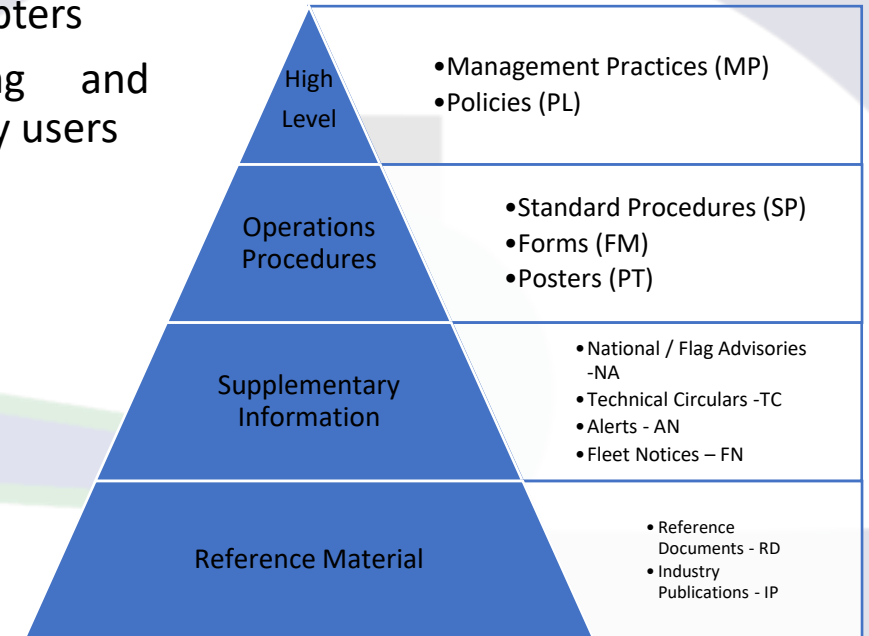 and
users
High
Level
•Management Practices (MP)
•Policies (PL)
Operations
Procedures
•Standard Procedures (SP)
•Forms (FM)
•Posters (PT)
Supplementary
Information
•National / Flag Advisories
-NA
•Technical Circulars -TC
•Alerts - AN
•Fleet Notices – FN
Reference Material
•Reference
Documents - RD
•Industry
Publications - IP